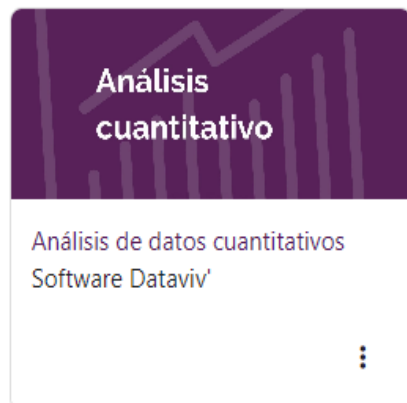 Análisis
cuantitativo
Análisis de datos cuantitativos
Software Dataviv'